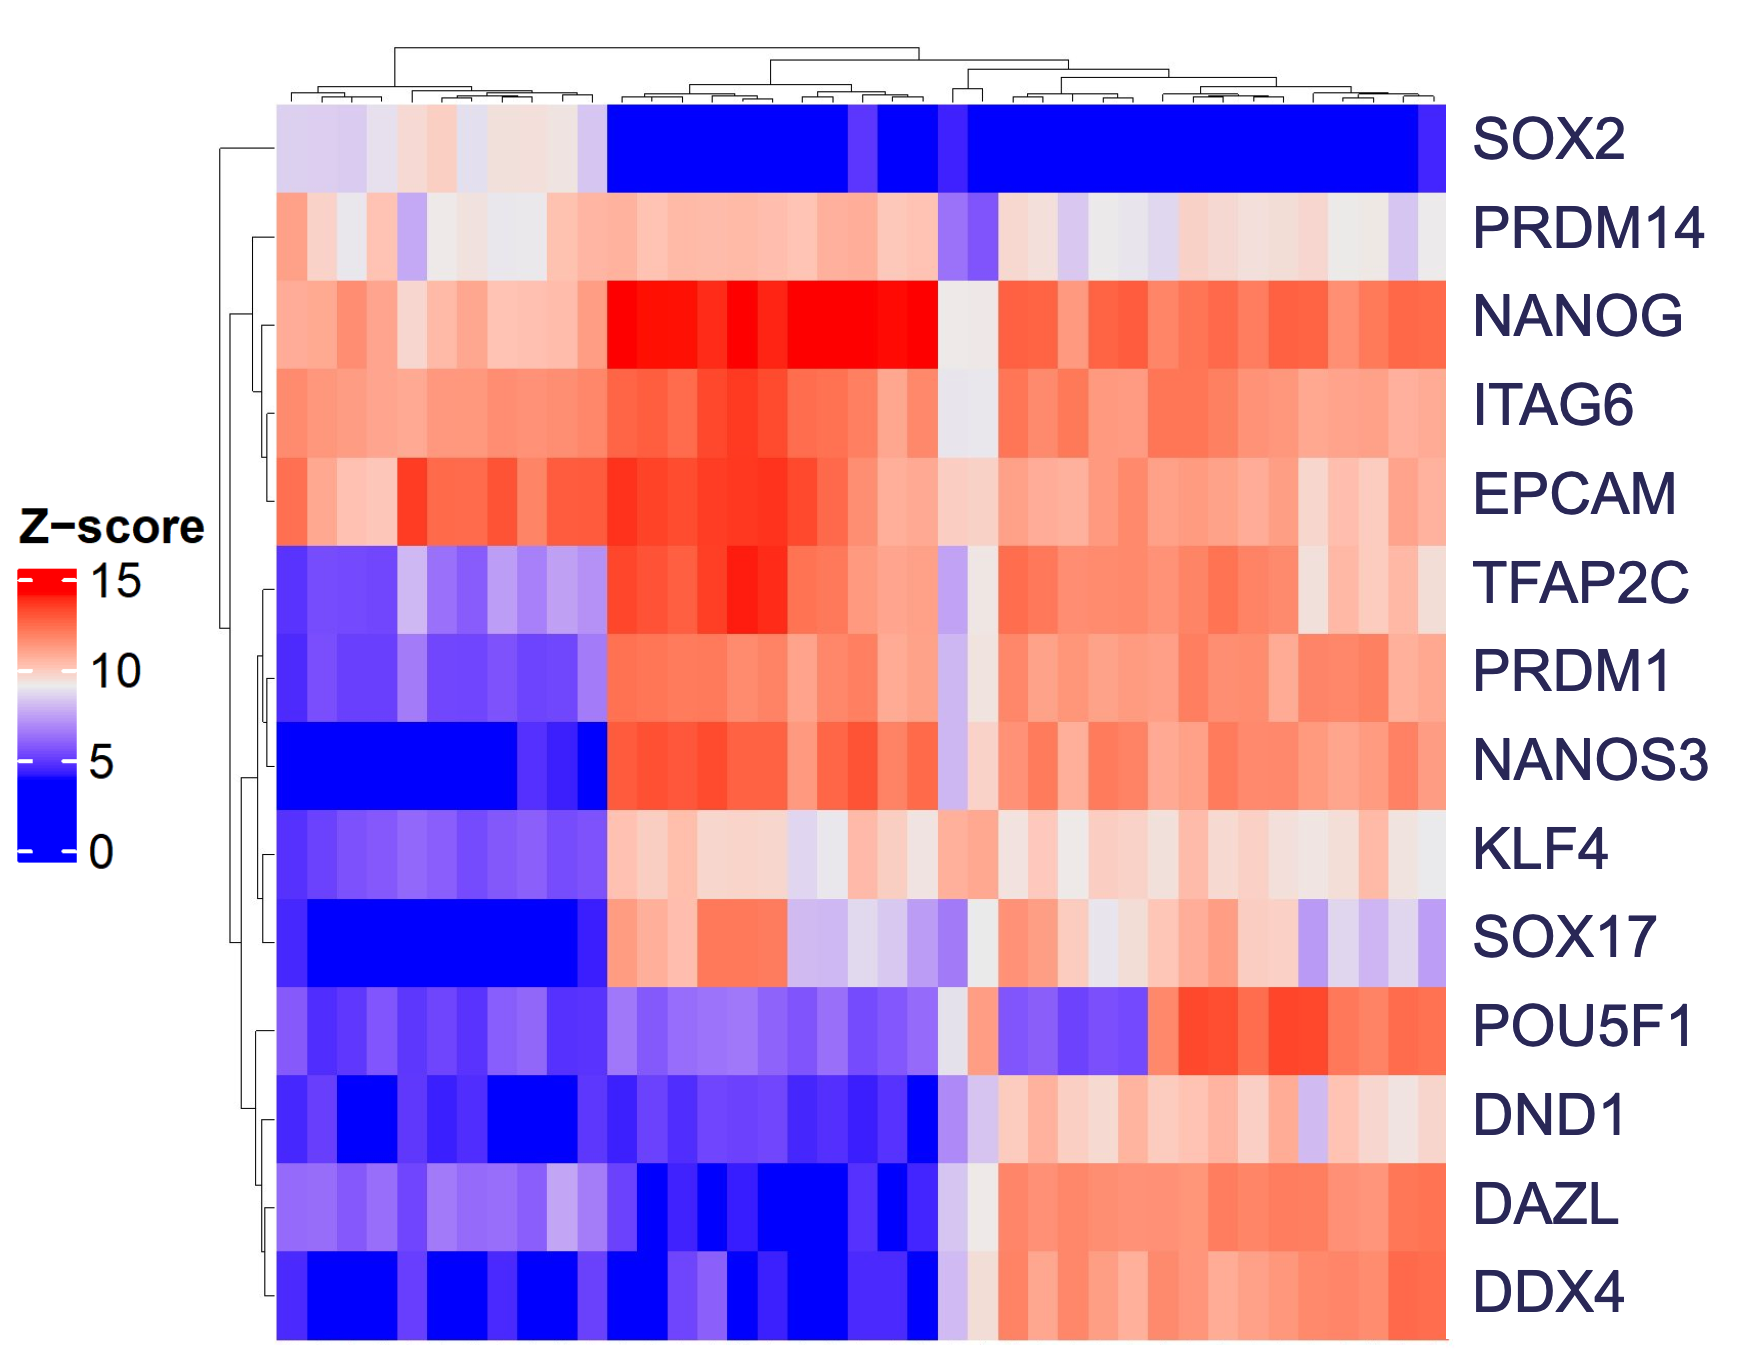 SOX2
PRDM14
NANOG
ITAG6
EPCAM
Z−score
15
10
5
0
TFAP2C
PRDM1
NANOS3
KLF4
SOX17
POU5F1
DND1
DAZL
DDX4